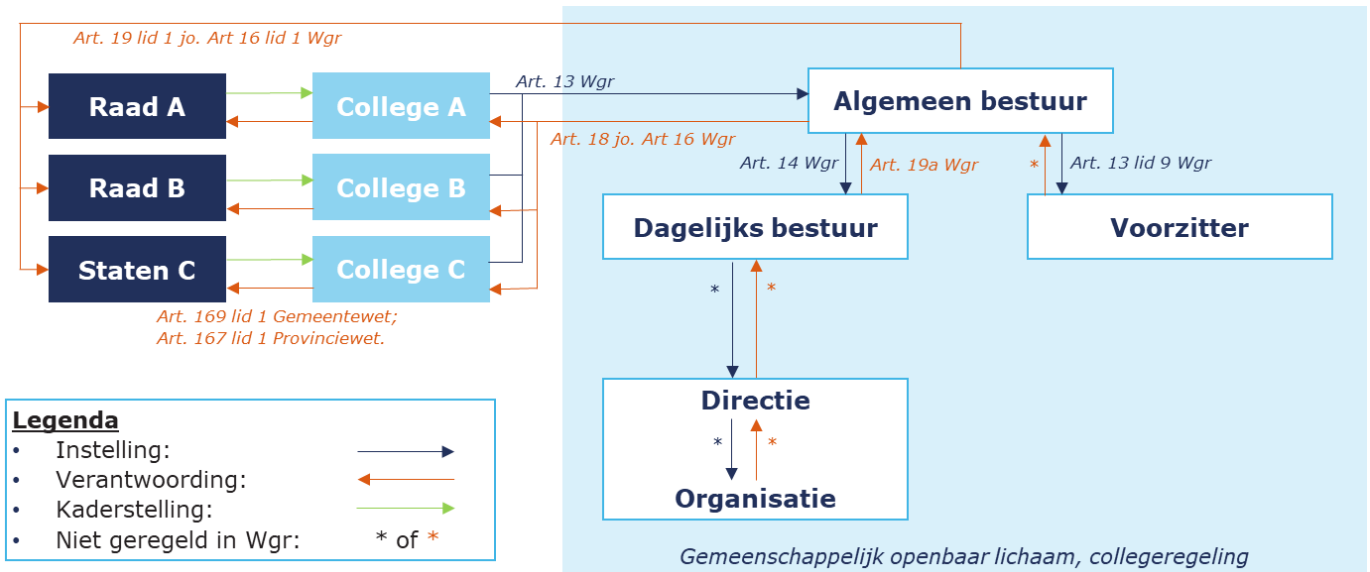 Art. 19 lid 1 jo. Art 16 lid 1 Wgr
Raad A
College A
Art. 13 Wgr
Algemeen bestuur
Art. 18 jo. Art 16 Wgr
Raad B
College B
Art. 14 Wgr
Art. 19a Wgr
*
Art. 13 lid 9 Wgr
Dagelijks bestuur
Voorzitter
Staten C
College C
*
*
Art. 169 lid 1 Gemeentewet;
Art. 167 lid 1 Provinciewet.
Directie
*
*
Organisatie
Legenda
• Instelling:
• Verantwoording:
• Kaderstelling:
• Niet geregeld in Wgr: * of *
Gemeenschappelijk openbaar lichaam, collegeregeling